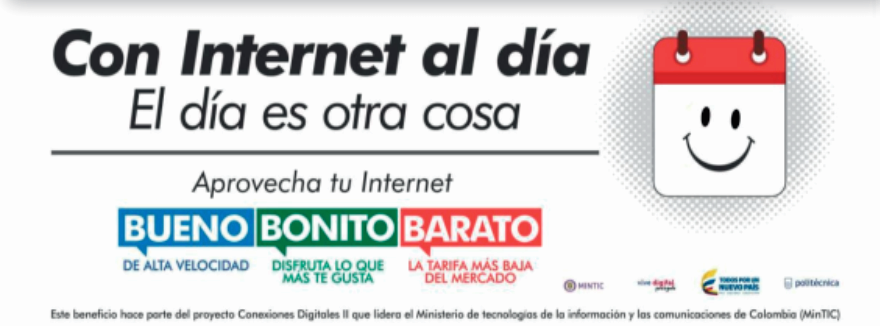 Con Internet al día
El día es otra cosa
Aprovecha tu Internet
BUENO BONITO BARATO
DE ALTA VELOCIDAD
DISFRUTA LO QUE
MÁS TE GUSTA
LA TARIFA MÁS BAJA
DEL MERCADO
MINTIC
vive digital
TODOS POR UN
NUEVO PAÍS
politécnica
Este beneficio hace parte del proyecto Conexiones Digitales II que lidera el Ministerio de tecnologías de la información y las comunicaciones de Colombia (MinTIC)